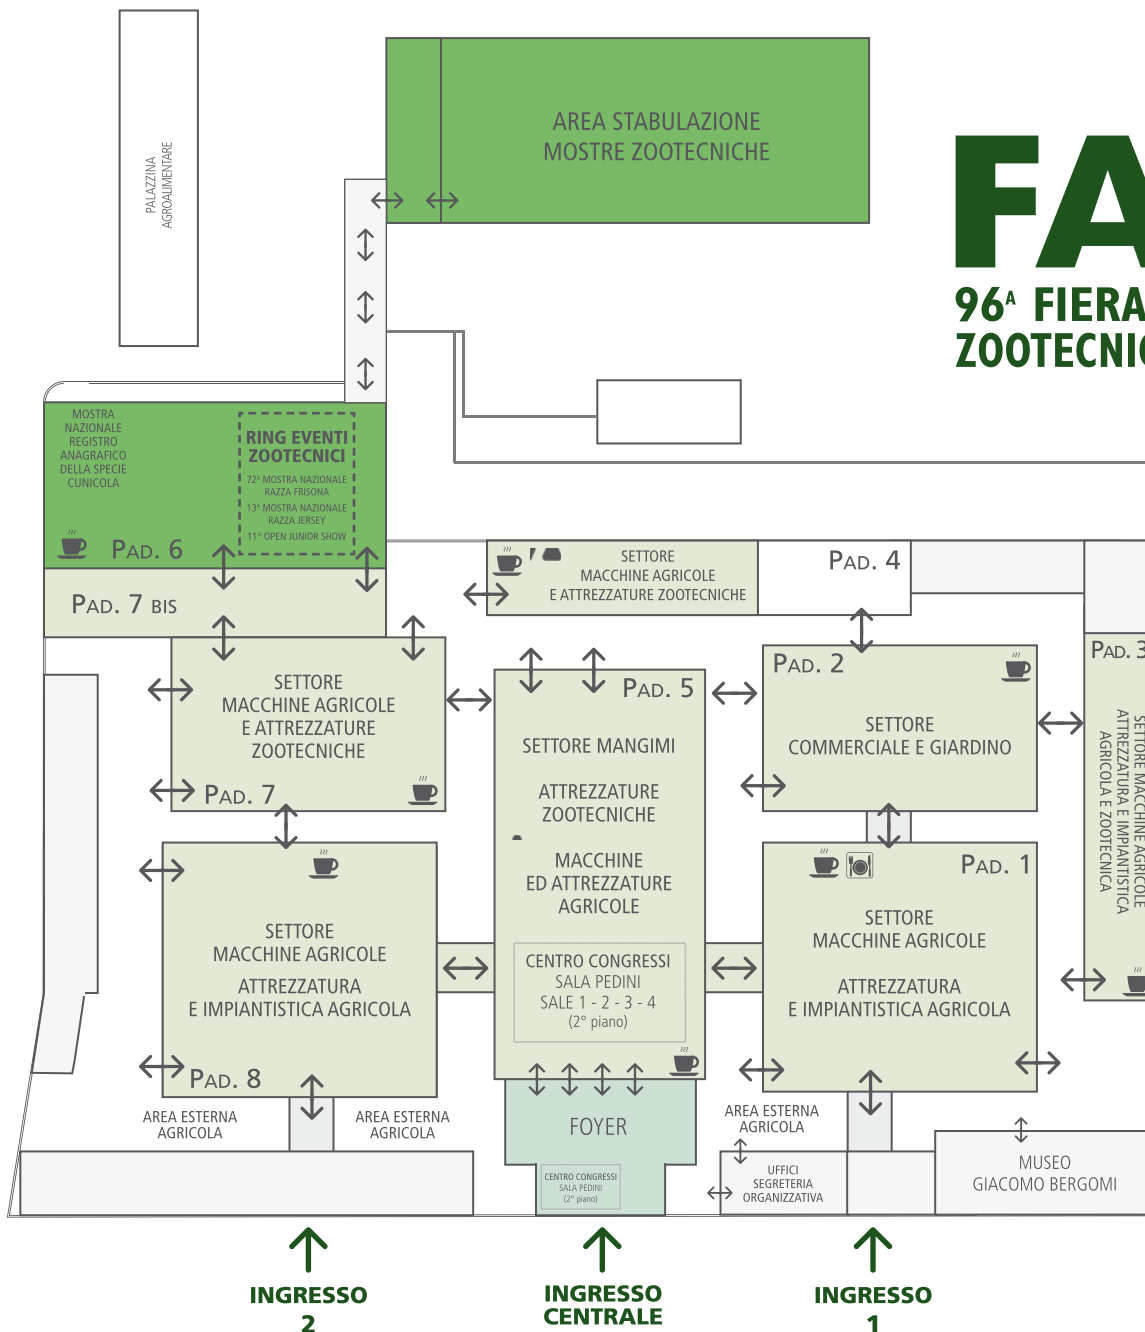 AREA STABULAZIONE
MOSTRE ZOOTECNICHE
PALAZZINA
AGROALIMENTARE
FA
96ᴬ FIERA
ZOOTECNIC
MOSTRA
NAZIONALE
REGISTRO
ANAGRAFICO
DELLA SPECIE
CUNICOLA
RING EVENTI
ZOOTECNICI
72ᴬ MOSTRA NAZIONALE
RAZZA FRISONA
13ᴬ MOSTRA NAZIONALE
RAZZA JERSEY
11° OPEN JUNIOR SHOW
PAD. 6
PAD. 7 BIS
SETTORE
MACCHINE AGRICOLE
E ATTREZZATURE ZOOTECNICHE
PAD. 4
SETTORE
MACCHINE AGRICOLE
E ATTREZZATURE
ZOOTECNICHE
PAD. 7
PAD. 5
SETTORE MANGIMI
ATTREZZATURE
ZOOTECNICHE
MACCHINE
ED ATTREZZATURE
AGRICOLE
CENTRO CONGRESSI
SALA PEDINI
SALE 1 - 2 - 3 - 4
(2° piano)
PAD. 2
SETTORE
COMMERCIALE E GIARDINO
PAD. 3
SETTORE MACCHINE AGRICOLE
ATTREZZATURA E IMPIANTISTICA
AGRICOLA E ZOOTECNICA
SETTORE
MACCHINE AGRICOLE
ATTREZZATURA
E IMPIANTISTICA AGRICOLA
PAD. 8
PAD. 1
SETTORE
MACCHINE AGRICOLE
ATTREZZATURA
E IMPIANTISTICA AGRICOLA
AREA ESTERNA
AGRICOLA
AREA ESTERNA
AGRICOLA
FOYER
CENTRO CONGRESSI
SALA PEDINI
(2° piano)
AREA ESTERNA
AGRICOLA
UFFICI
SEGRETERIA
ORGANIZZATIVA
MUSEO
GIACOMO BERGOMI
INGRESSO
2
INGRESSO
CENTRALE
INGRESSO
1